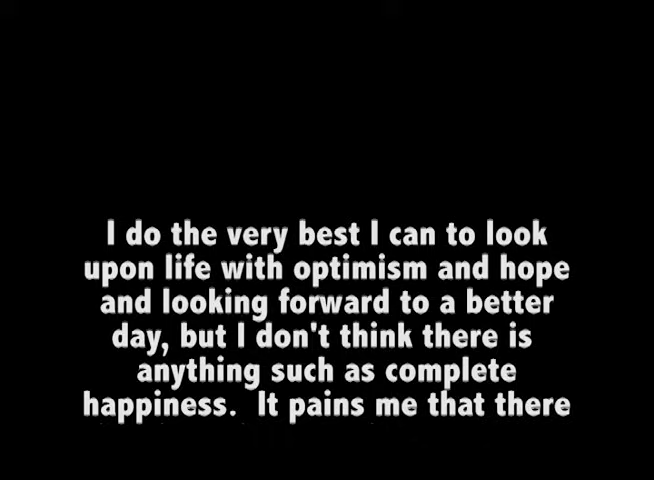 I do the very best I can to look
upon life with optimism and hope
and looking forward to a better
day, but I don't think there is
anything such as complete
happiness.  It pains me that there